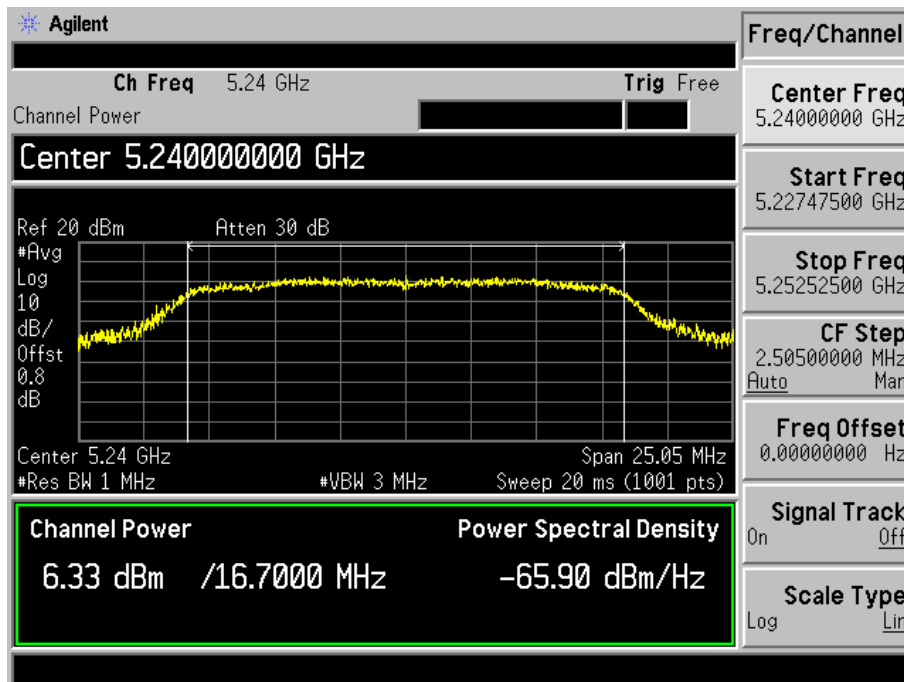 Agilent
Freq/Channel
Ch Freq 5.24 GHz Trig Free
Channel Power
Center 5.240000000 GHz
Ref 20 dBm Atten 30 dB
#Avg
Log
10
dB/
Offst
0.8
dB
Center 5.24 GHz Span 25.05 MHz
#Res BW 1 MHz #VBW 3 MHz Sweep 20 ms (1001 pts)
Channel Power Power Spectral Density
6.33 dBm /16.7000 MHz -65.90 dBm/Hz
Center Freq
5.24000000 GHz
Start Freq
5.22747500 GHz
Stop Freq
5.25252500 GHz
CF Step
2.50500000 MHz
Auto Man
Freq Offset
0.00000000 Hz
Signal Track
On Off
Scale Type
Log Lin